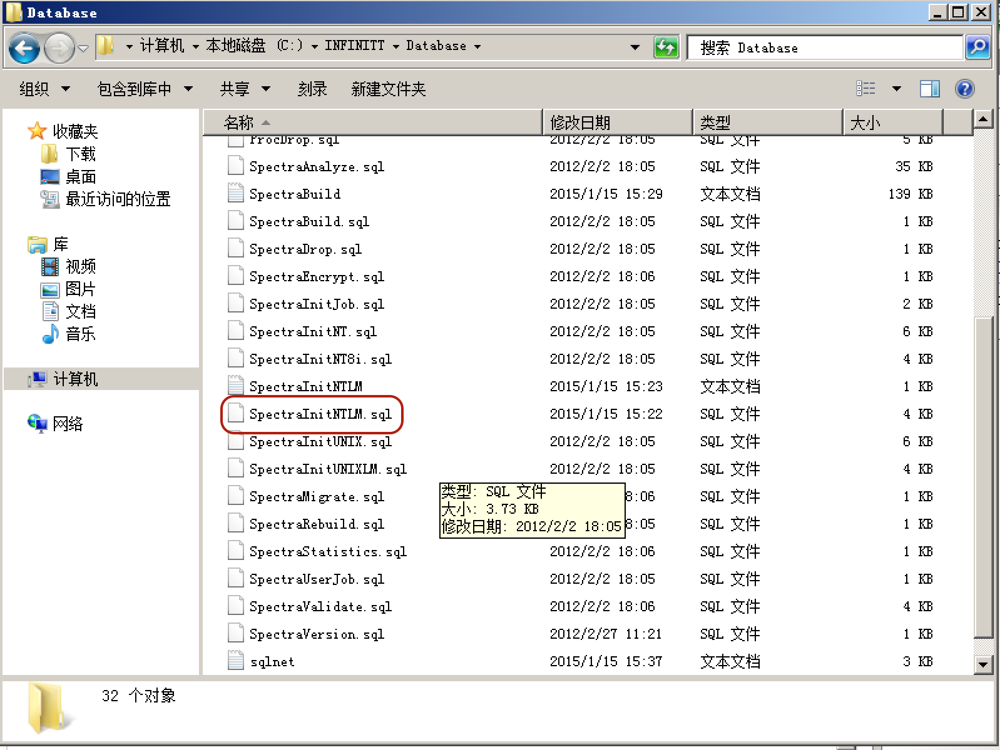 Database
计算机 本地磁盘 (C:) INFINITT Database
搜索 Database
组织 包含到库中 共享 刻录 新建文件夹
收藏夹
下载
桌面
最近访问的位置
库
视频
图片
文档
音乐
计算机
网络
名称 修改日期 类型 大小
ProcDrop.sql 2012/2/2 18:05 SQL 文件 5 KB
SpectraAnalyze.sql 2012/2/2 18:05 SQL 文件 35 KB
SpectraBuild 2015/1/15 15:29 文本文档 139 KB
SpectraBuild.sql 2012/2/2 18:05 SQL 文件 1 KB
SpectraDrop.sql 2012/2/2 18:05 SQL 文件 1 KB
SpectraEncrypt.sql 2012/2/2 18:06 SQL 文件 1 KB
SpectraInitJob.sql 2012/2/2 18:05 SQL 文件 2 KB
SpectraInitNT.sql 2012/2/2 18:05 SQL 文件 6 KB
SpectraInitNT8i.sql 2012/2/2 18:05 SQL 文件 4 KB
SpectraInitNTLM 2015/1/15 15:23 文本文档 1 KB
SpectraInitNTLM.sql 2015/1/15 15:22 SQL 文件 4 KB
SpectraInitUNIX.sql 2012/2/2 18:05 SQL 文件 6 KB
SpectraInitUNIXLM.sql 2012/2/2 18:05 SQL 文件 4 KB
SpectraMigrate.sql 8:06 SQL 文件 1 KB
SpectraRebuild.sql 8:05 SQL 文件 1 KB
SpectraStatistics.sql 2012/2/2 18:06 SQL 文件 1 KB
SpectraUserJob.sql 2012/2/2 18:05 SQL 文件 1 KB
SpectraValidate.sql 2012/2/2 18:06 SQL 文件 4 KB
SpectraVersion.sql 2012/2/27 11:21 SQL 文件 1 KB
sqlnet 2015/1/15 15:37 文本文档 3 KB
类型: SQL 文件
大小: 3.73 KB
修改日期: 2012/2/2 18:05
32 个对象